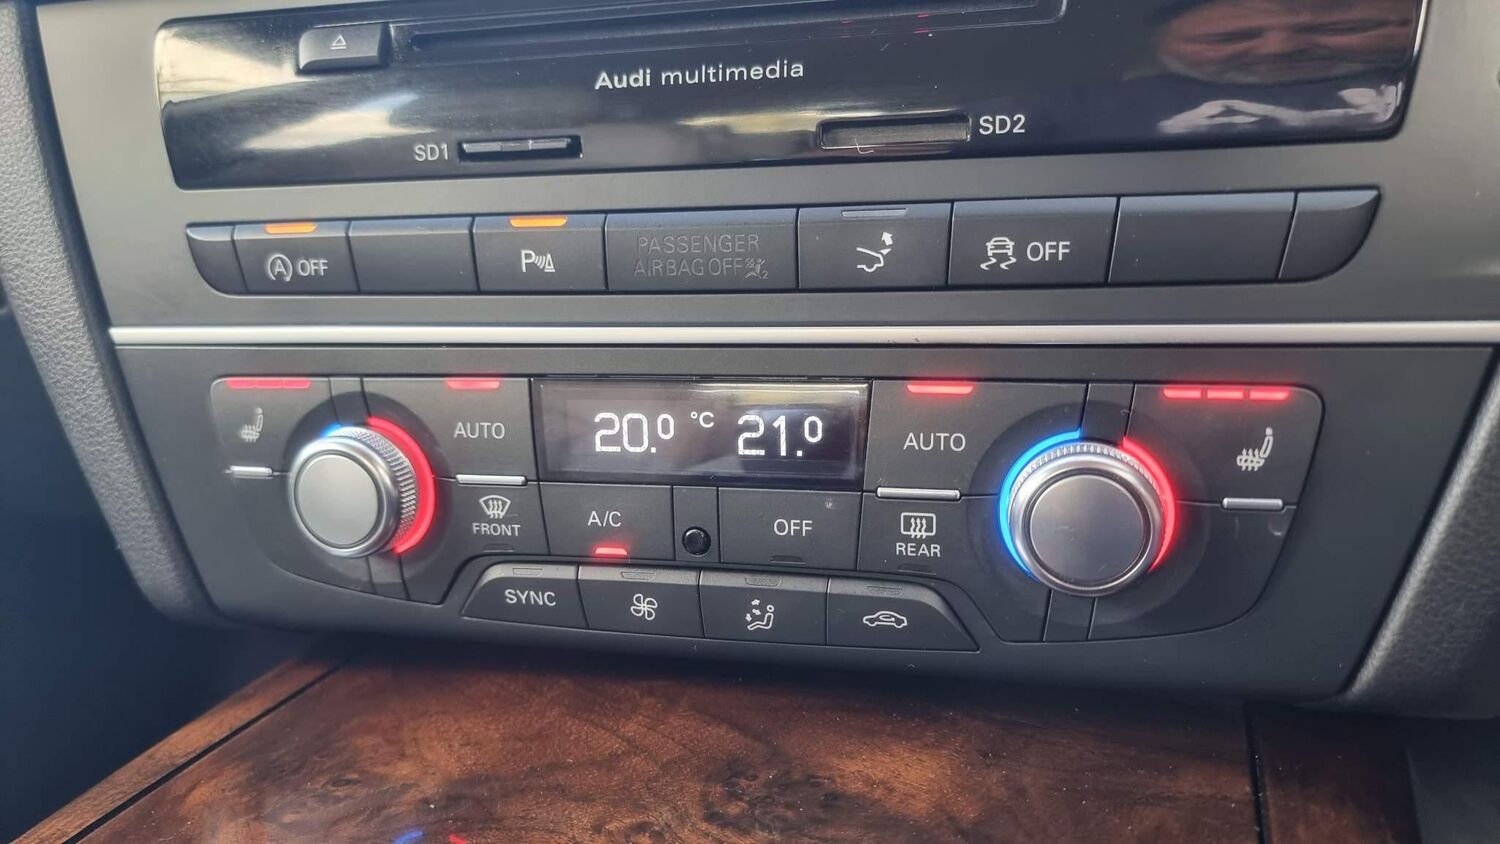 Audi multimedia
SD1
SD2
A OFF
P
PASSENGER
AIRBAG OFF
2
OFF
AUTO
20.0 °C 21.0
AUTO
FRONT
A/C
OFF
REAR
SYNC